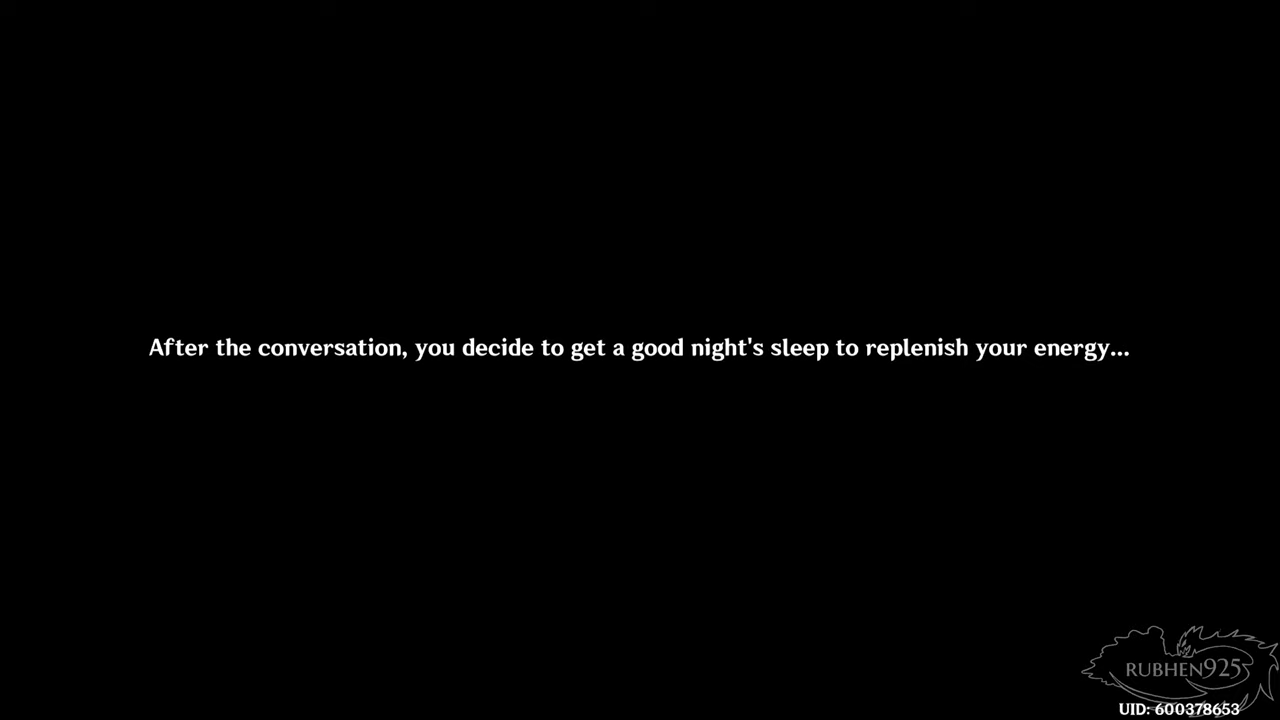 After the conversation, you decide to get a good night's sleep to replenish your energy...
RUBHEN925
UID: 600378653